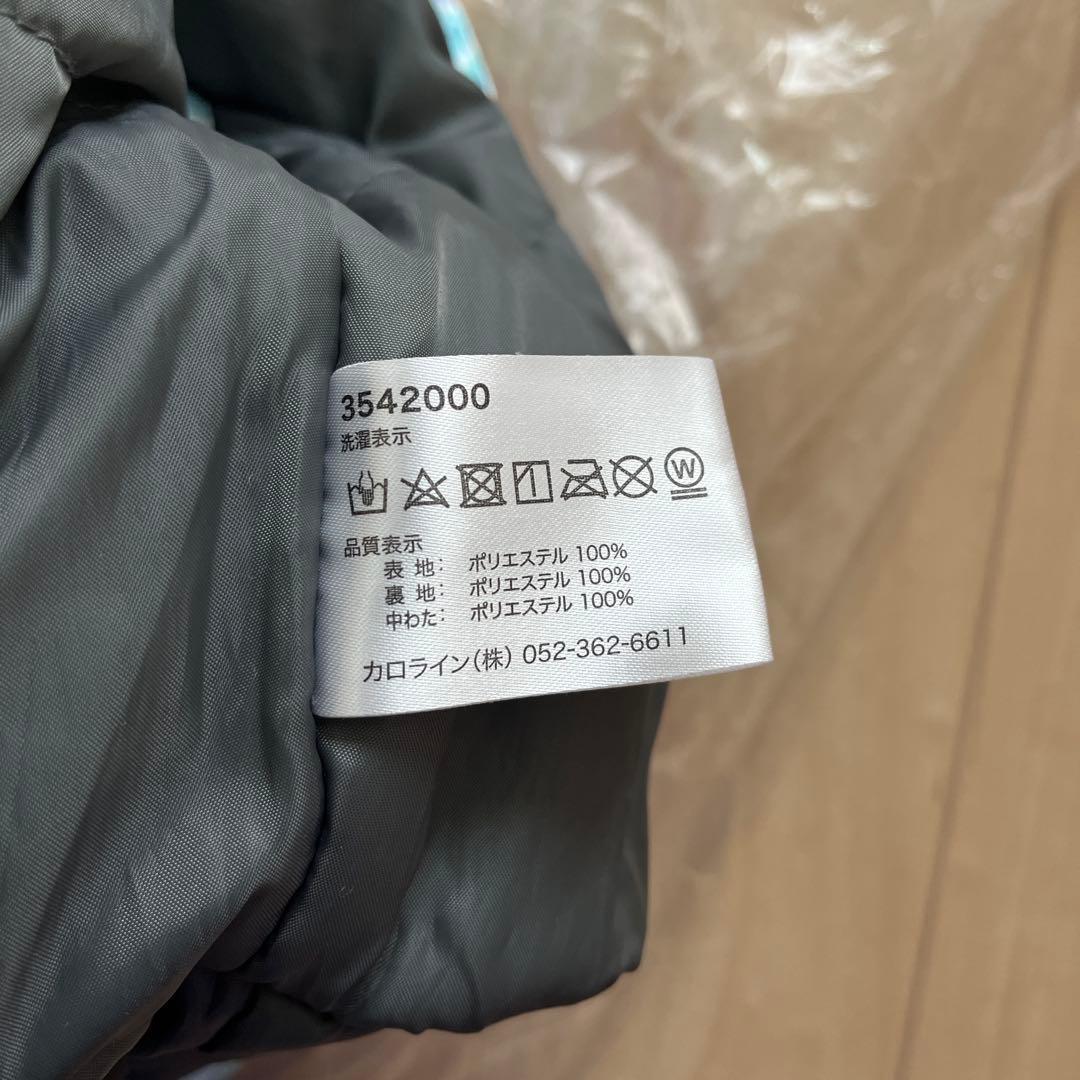 3542000
洗濯表示
W
品質表示
表 地: ポリエステル 100%
裏 地: ポリエステル 100%
中わた: ポリエステル 100%
カロライン(株) 052-362-6611